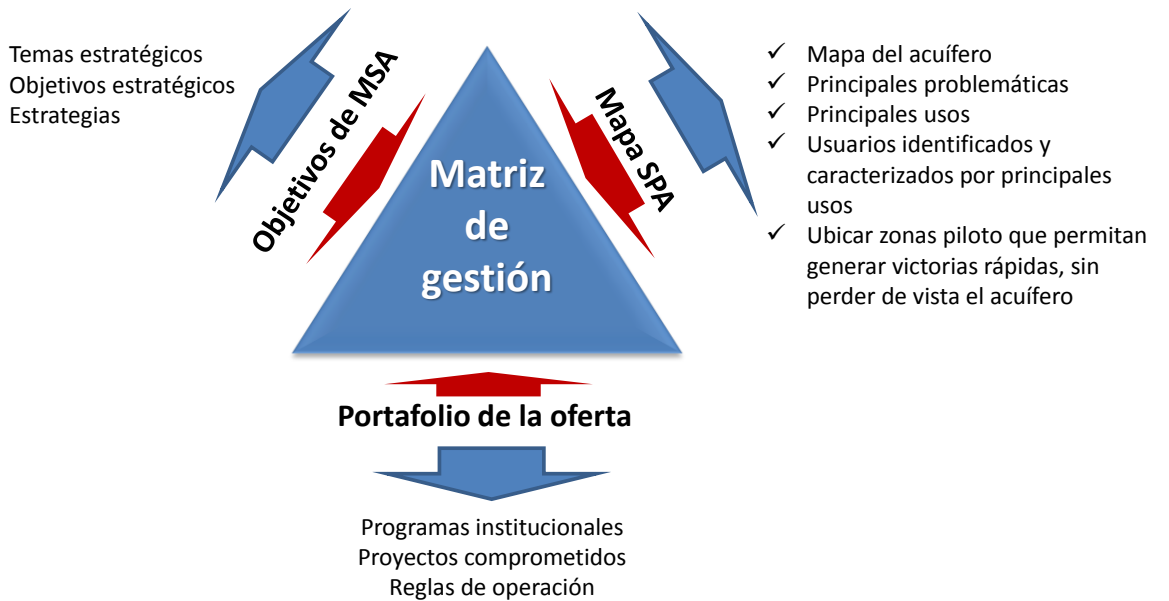 Temas estratégicos
Objetivos estratégicos
Estrategias
Objetivos de MSA
Matriz
de
gestión
Mapa SPA
✓ Mapa del acuífero
✓ Principales problemáticas
✓ Principales usos
✓ Usuarios identificados y
caracterizados por principales
usos
✓ Ubicar zonas piloto que permitan
generar victorias rápidas, sin
perder de vista el acuífero
Portafolio de la oferta
Programas institucionales
Proyectos comprometidos
Reglas de operación